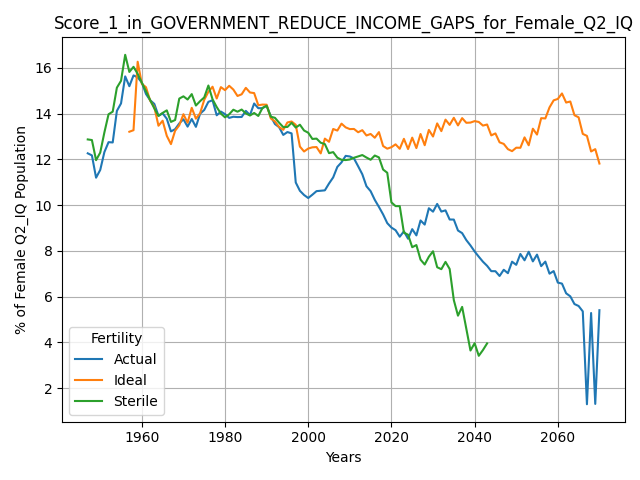 Score_1_in_GOVERNMENT_REDUCE_INCOME_GAPS_for_Female_Q2_IQ
% of Female Q2_IQ Population
16
14
12
10
8
6
4
2
Fertility
Actual
Ideal
Sterile
1960 1980 2000 2020 2040 2060
Years